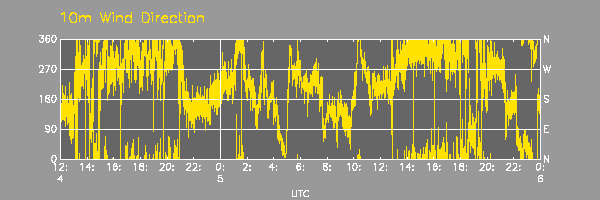 10m Wind Direction
360 N
270 W
180 S
90 E
0 N
12: 14: 16: 18: 20: 22: 0: 2: 4: 6: 8: 10: 12: 14: 16: 18: 20: 22: 0:
4 5 6
UTC